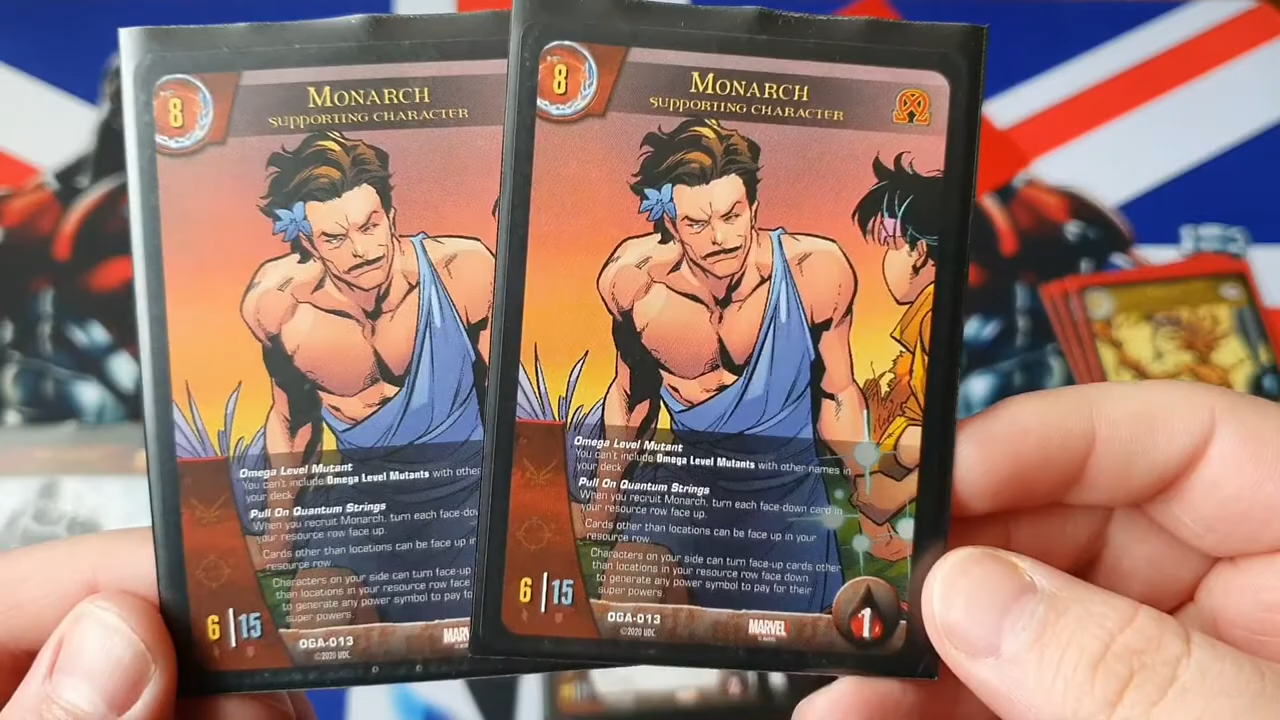 8
MONARCH
SUPPORTING CHARACTER
Omega Level Mutant
You can't include Omega Level Mutants with other
your deck.
Pull On Quantum Strings
When you recruit Monarch, turn each face-dow
your resource row face up.
Cards other than locations can be face up in
resource row.
Characters on your side can turn face-up
than locations in your resource row face
to generate any power symbol to pay fo
super powers.
6 | 15
OGA-013
©2020 UDC
MARV
8
MONARCH
SUPPORTING CHARACTER
Omega Level Mutant
You can't include Omega Level Mutants with other names in
your deck.
Pull On Quantum Strings
When you recruit Monarch, turn each face-down card in
your resource row face up.
Cards other than locations can be face up in your
resource row.
Characters on your side can turn face-up cards other
than locations in your resource row face down
to generate any power symbol to pay for their
super powers.
6 | 15
OGA-013
©2020 UDC
MARVEL
1